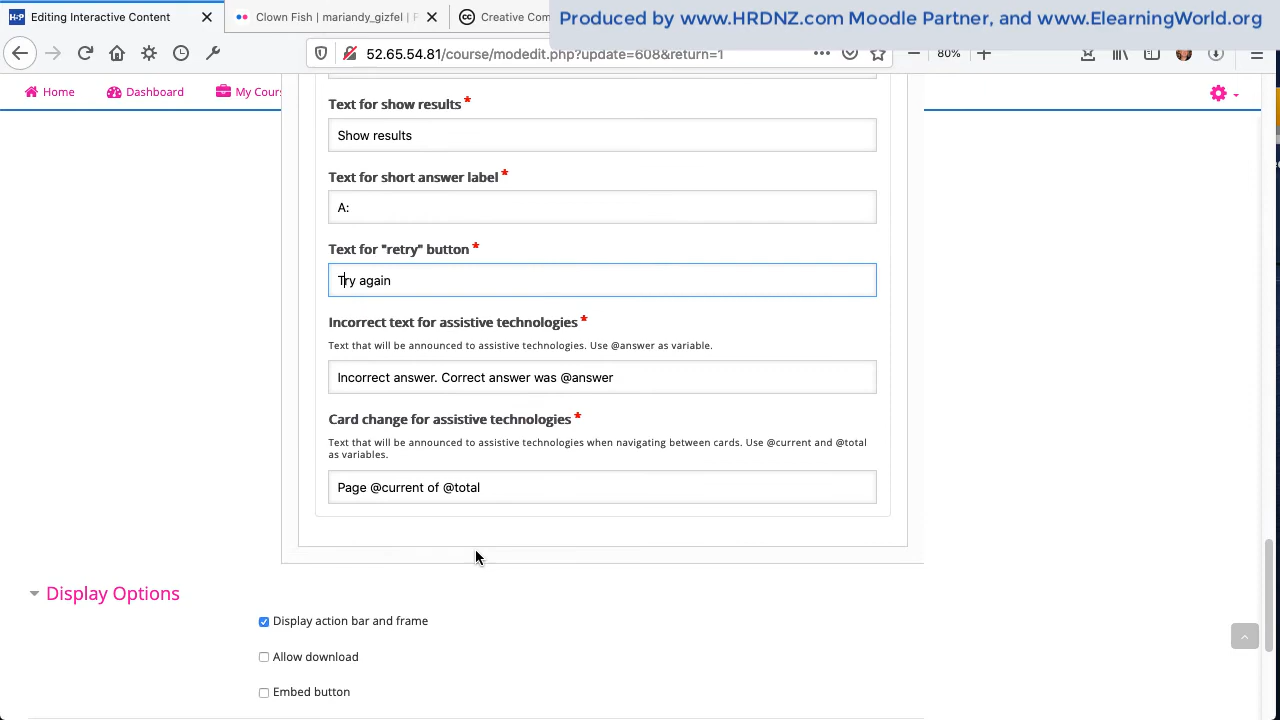 H-P Editing Interactive Content
Clown Fish | mariandy_gizfel | F
Creative Com
Produced by www.HRDNZ.com Moodle Partner, and www.ElearningWorld.org
52.65.54.81/course/modedit.php?update=608&return=1
80%
Home
Dashboard
My Cours
Text for show results *
Show results
Text for short answer label *
A:
Text for "retry" button *
Try again
Incorrect text for assistive technologies *
Text that will be announced to assistive technologies. Use @answer as variable.
Incorrect answer. Correct answer was @answer
Card change for assistive technologies *
Text that will be announced to assistive technologies when navigating between cards. Use @current and @total
as variables.
Page @current of @total
Display Options
Display action bar and frame
Allow download
Embed button